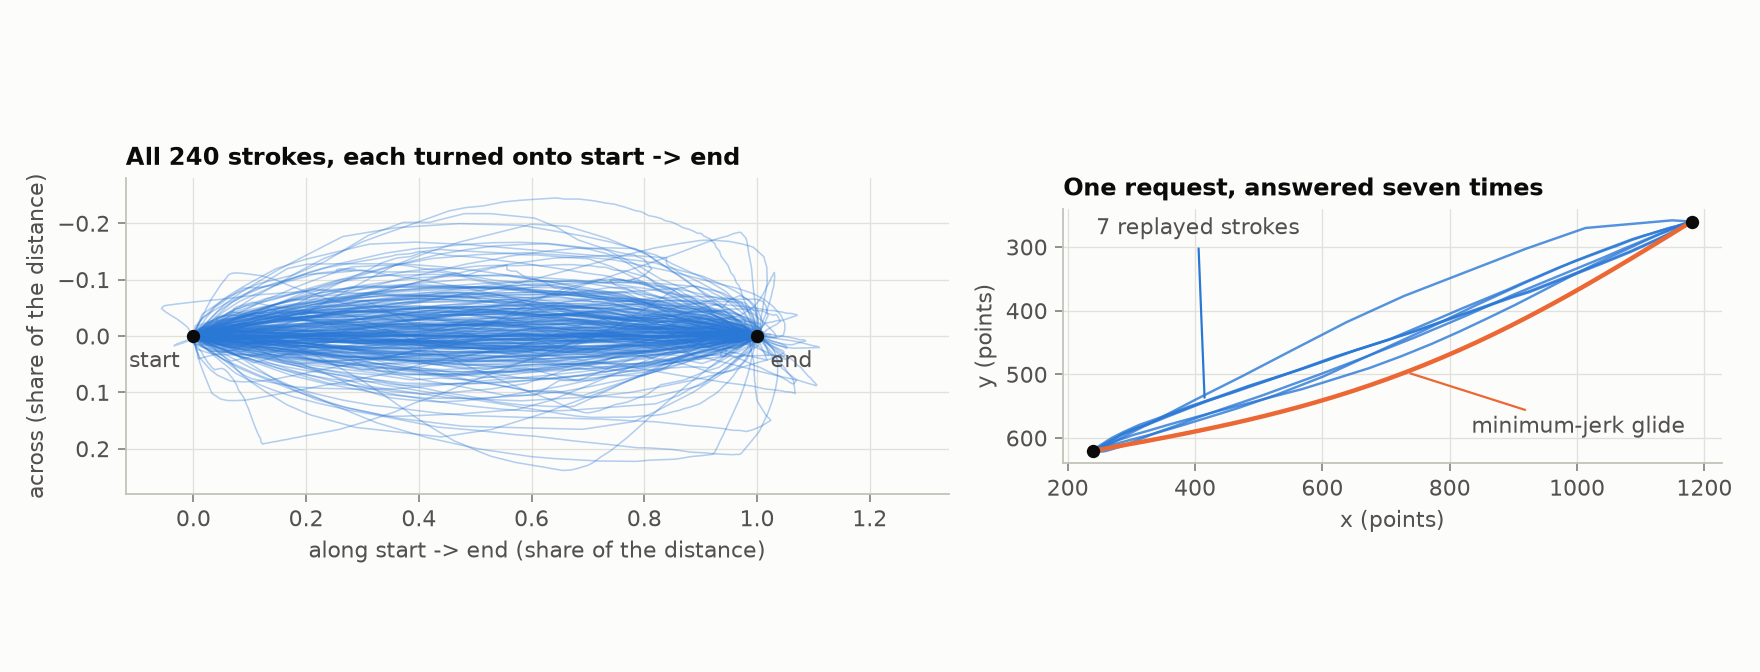 All 240 strokes, each turned onto start -> end
across (share of the distance)
−0.2
−0.1
0.0
0.1
0.2
start
end
0.0 0.2 0.4 0.6 0.8 1.0 1.2
along start -> end (share of the distance)
One request, answered seven times
7 replayed strokes
y (points)
300
400
500
600
minimum-jerk glide
200 400 600 800 1000 1200
x (points)